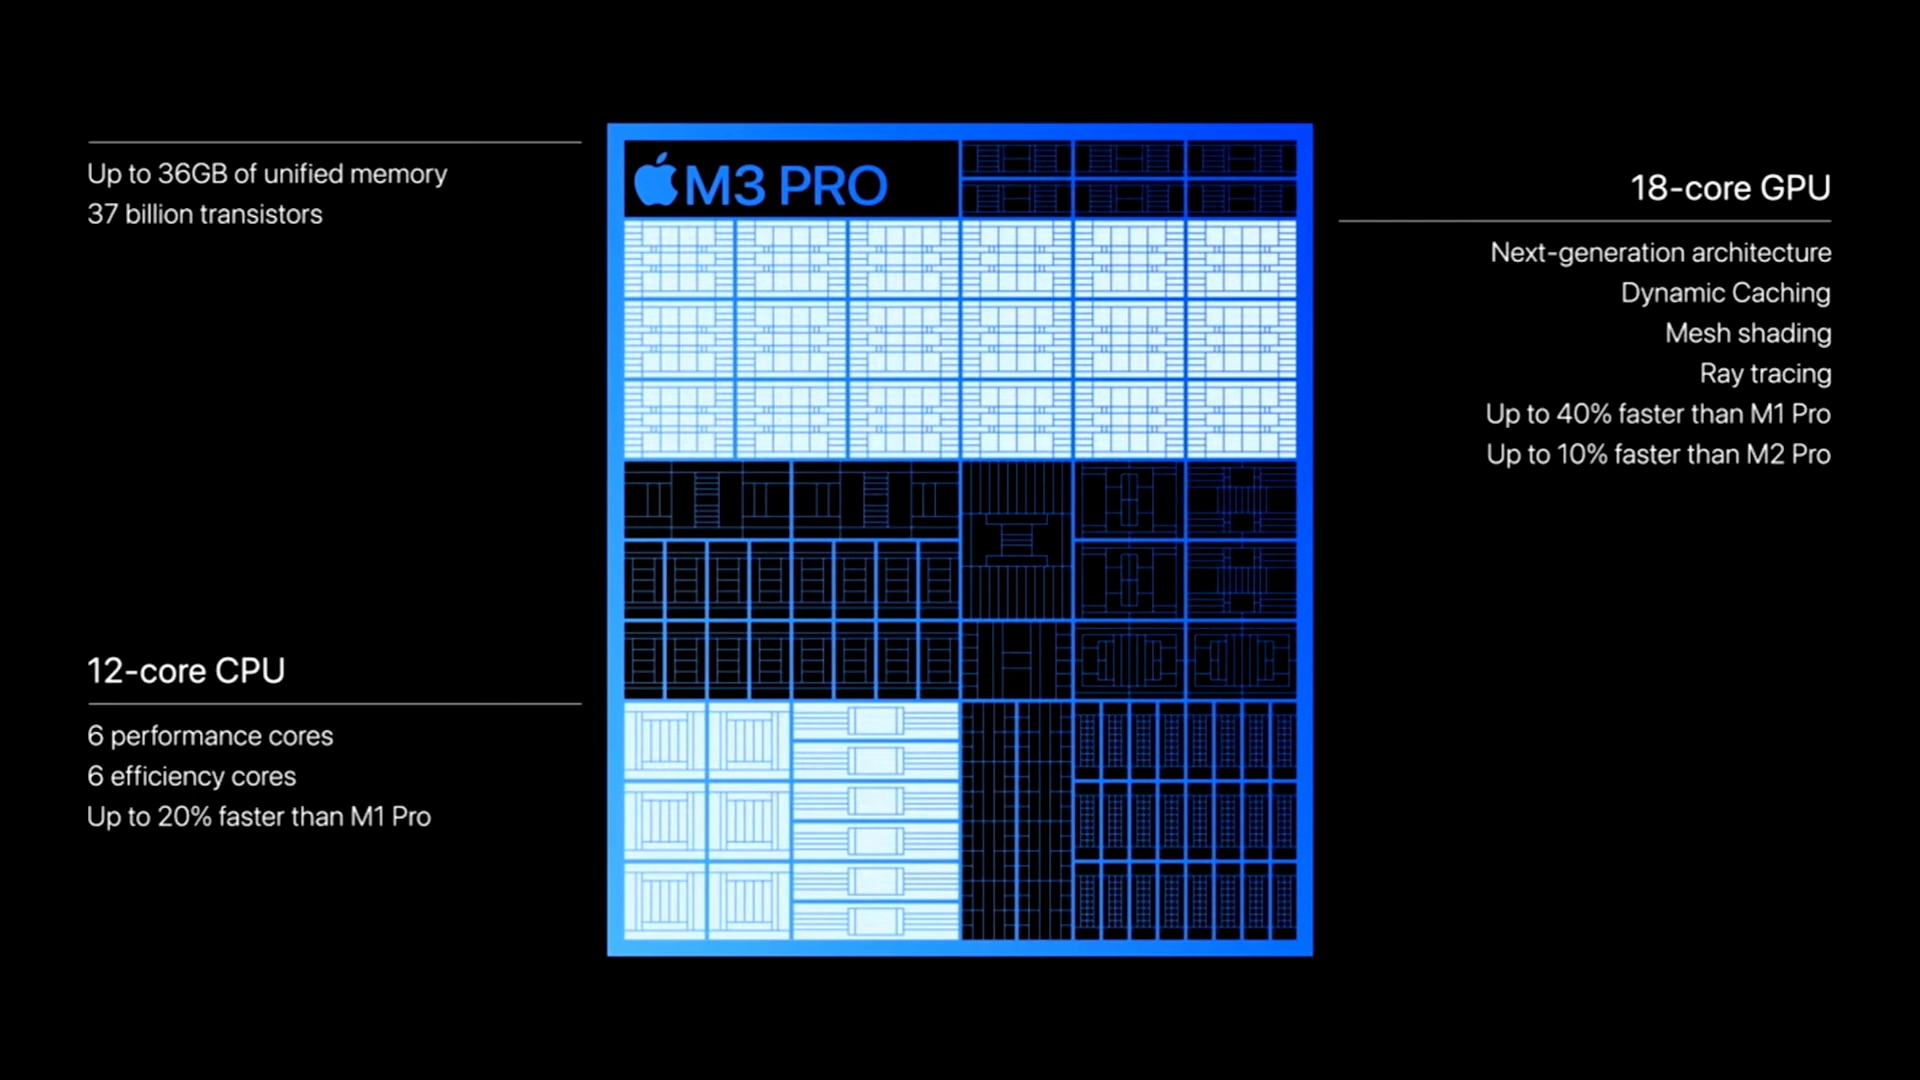 Up to 36GB of unified memory
37 billion transistors
12-core CPU
6 performance cores
6 efficiency cores
Up to 20% faster than M1 Pro
M3 PRO
18-core GPU
Next-generation architecture
Dynamic Caching
Mesh shading
Ray tracing
Up to 40% faster than M1 Pro
Up to 10% faster than M2 Pro